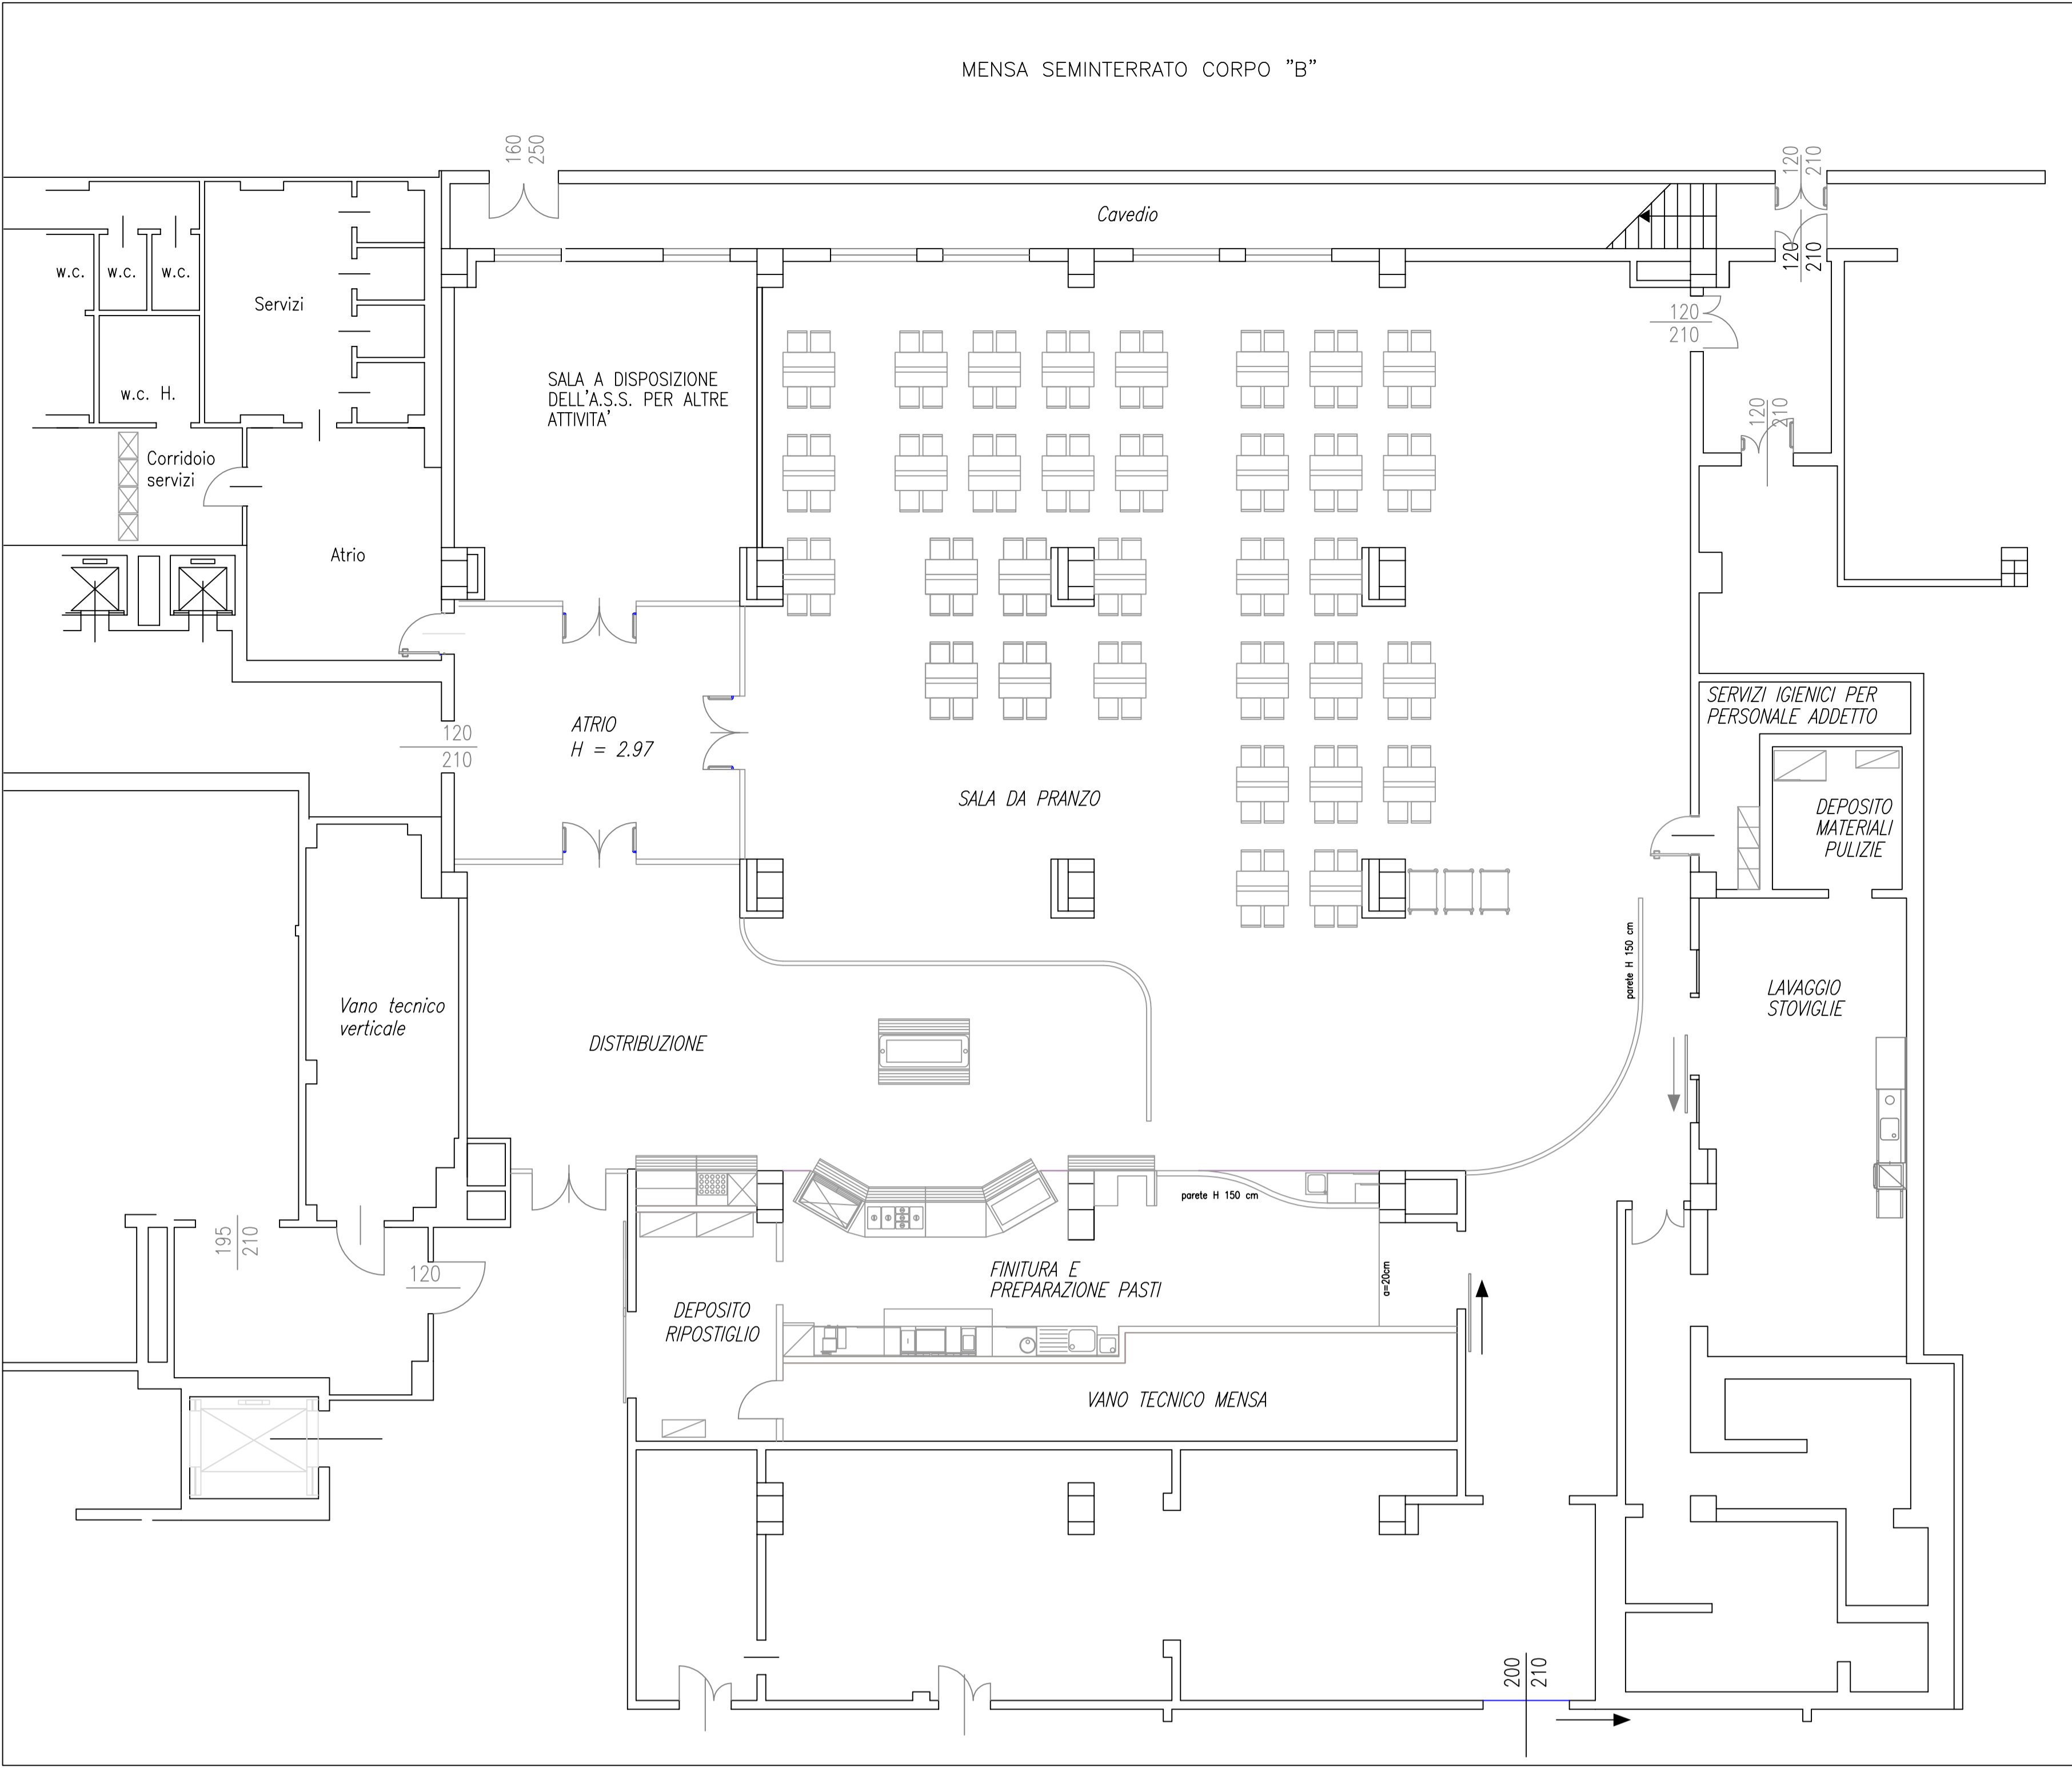 MENSA SEMINTERRATO CORPO "B"
160
250
120
210
Cavedio
120
210
w.c.
w.c.
w.c.
Servizi
120
210
SALA A DISPOSIZIONE
DELL'A.S.S. PER ALTRE
ATTIVITA'
w.c. H.
120
210
Corridoio
servizi
Atrio
SERVIZI IGIENICI PER
PERSONALE ADDETTO
ATRIO
H = 2.97
120
210
SALA DA PRANZO
DEPOSITO
MATERIALI
PULIZIE
parete H 150 cm
LAVAGGIO
STOVIGLIE
Vano tecnico
verticale
DISTRIBUZIONE
parete H 150 cm
195
210
120
FINITURA E
PREPARAZIONE PASTI
a=20cm
DEPOSITO
RIPOSTIGLIO
VANO TECNICO MENSA
200
210